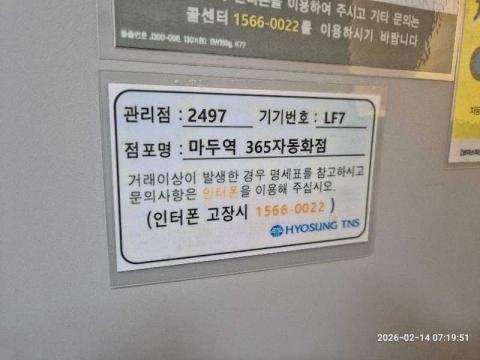 인터폰을 이용하여 주시고 기타 문의는
콜센터 1566-0022를 이용하시기 바랍니다
관리점 : 2497 기기번호 : LF7
점포명 : 마두역 365자동화점
거래이상이 발생한 경우 명세표를 참고하시고
문의사항은 인터폰을 이용해 주십시오.
(인터폰 고장시 1566-0022 )
HYOSUNG TNS
2026-02-14 07:19:51